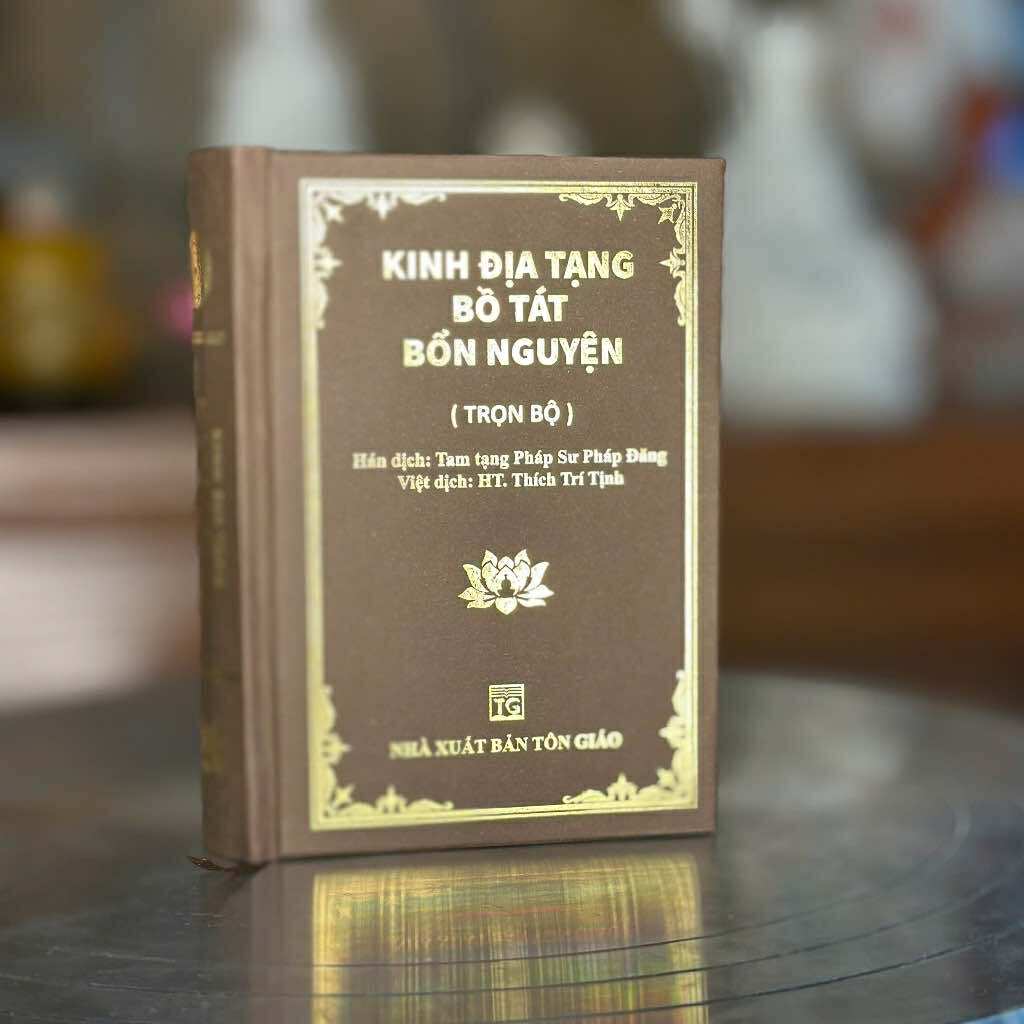 KINH ĐỊA TẠNG
BỒ TÁT
BỔN NGUYỆN
( TRỌN BỘ )
Hán dịch: Tam tạng Pháp Sư Pháp Đăng
Việt dịch: HT. Thích Trí Tịnh
TG
NHÀ XUẤT BẢN TÔN GIÁO